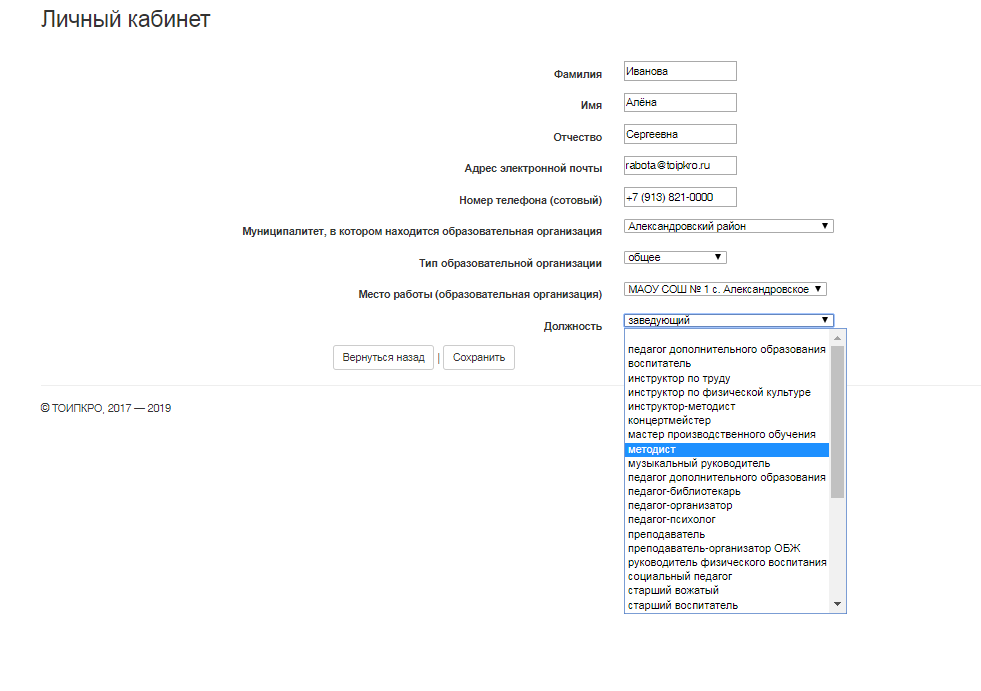 Личный кабинет
Фамилия Иванова
Имя Алёна
Отчество Сергеевна
Адрес электронной почты rabota@toipkro.ru
Номер телефона (сотовый) +7 (913) 821-0000
Муниципалитет, в котором находится образовательная организация Александровский район
Тип образовательной организации общее
Место работы (образовательная организация) МАОУ СОШ № 1 с. Александровское
Должность заведующий
педагог дополнительного образования
воспитатель
инструктор по труду
инструктор по физической культуре
инструктор-методист
концертмейстер
мастер производственного обучения
методист
музыкальный руководитель
педагог дополнительного образования
педагог-библиотекарь
педагог-организатор
педагог-психолог
преподаватель
преподаватель-организатор ОБЖ
руководитель физического воспитания
социальный педагог
старший вожатый
старший воспитатель
Вернуться назад | Сохранить
© ТОИПКРО, 2017 — 2019